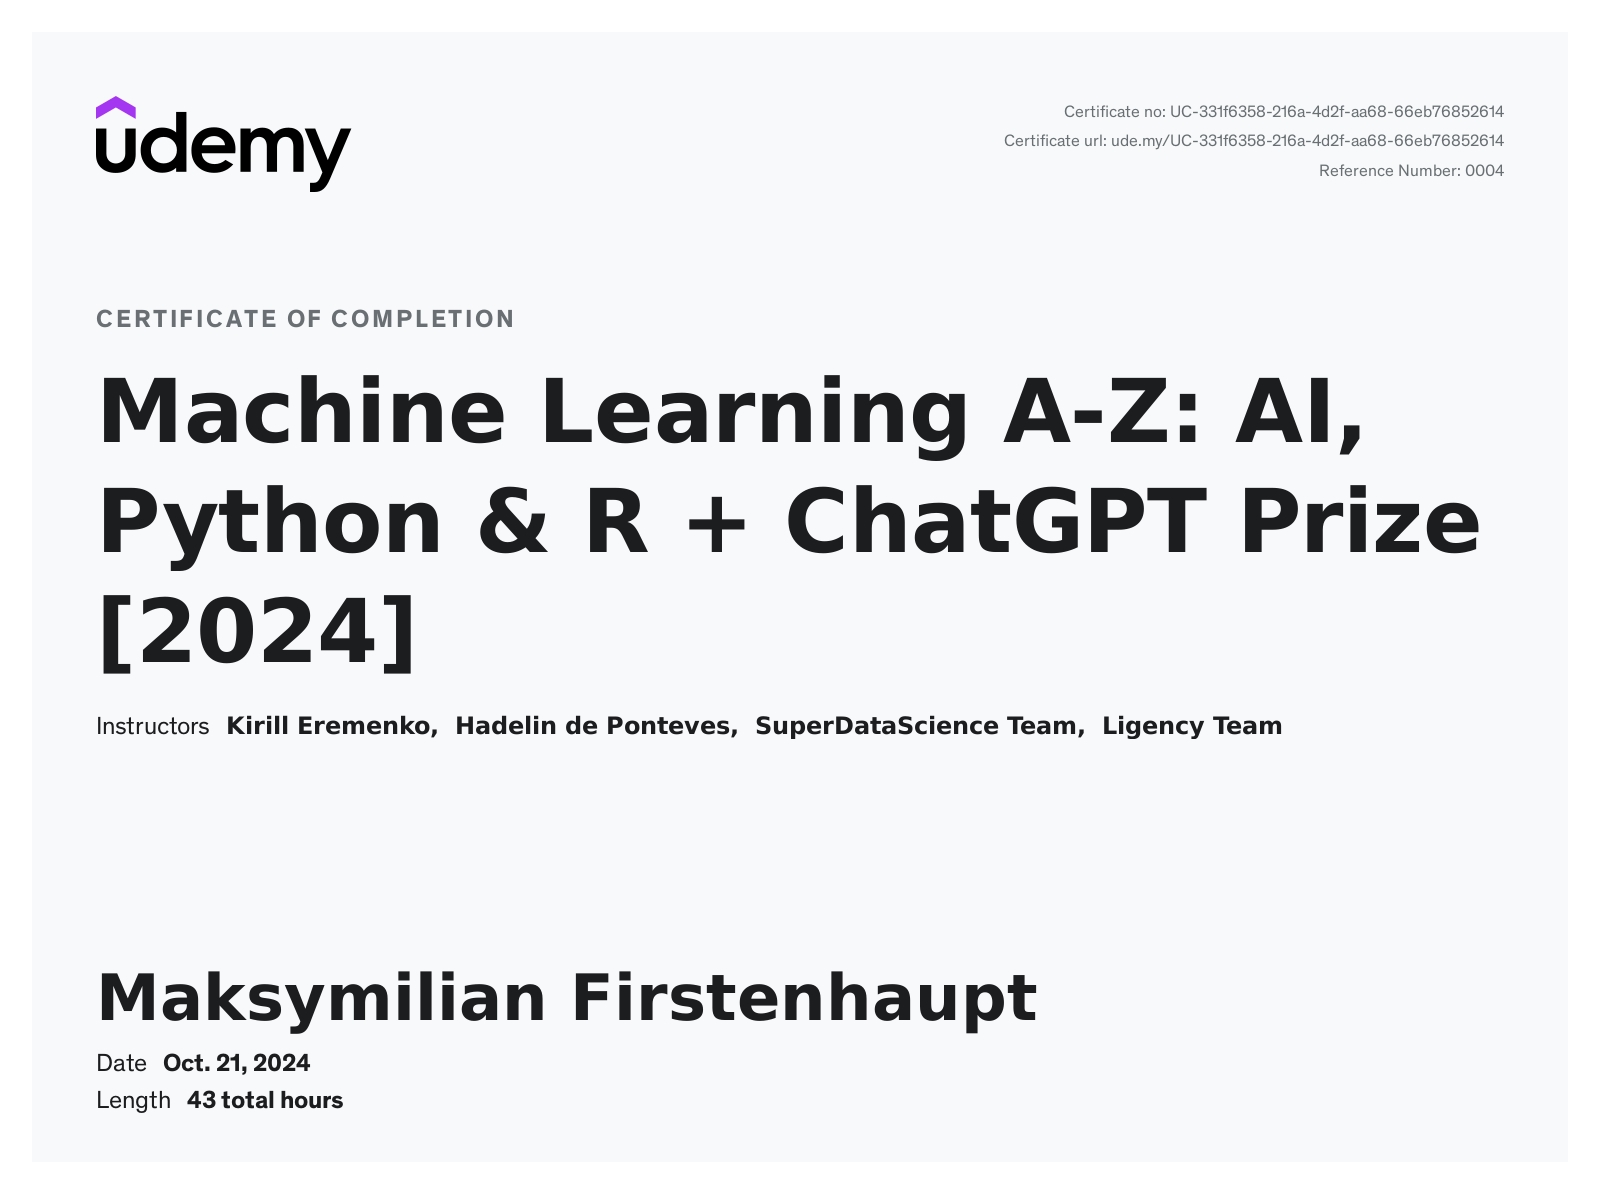 udemy
Certificate no: UC-331f6358-216a-4d2f-aa68-66eb76852614
Certificate url: ude.my/UC-331f6358-216a-4d2f-aa68-66eb76852614
Reference Number: 0004
CERTIFICATE OF COMPLETION
Machine Learning A-Z: AI,
Python & R + ChatGPT Prize
[2024]
Instructors Kirill Eremenko, Hadelin de Ponteves, SuperDataScience Team, Ligency Team
Maksymilian Firstenhaupt
Date Oct. 21, 2024
Length 43 total hours